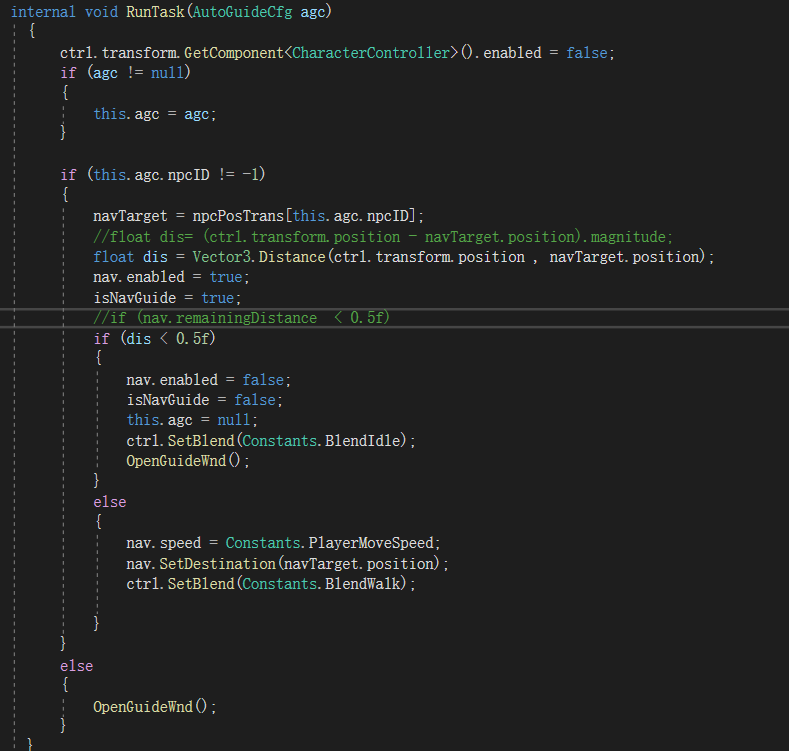 internal void RunTask(AutoGuideCfg agc)
{
ctrl.transform.GetComponent<CharacterController>().enabled = false;
if (agc != null)
{
this.agc = agc;
}
if (this.agc.npcID != -1)
{
navTarget = npcPosTrans[this.agc.npcID];
//float dis= (ctrl.transform.position - navTarget.position).magnitude;
float dis = Vector3.Distance(ctrl.transform.position , navTarget.position);
nav.enabled = true;
isNavGuide = true;
//if (nav.remainingDistance  < 0.5f)
if (dis < 0.5f)
{
nav.enabled = false;
isNavGuide = false;
this.agc = null;
ctrl.SetBlend(Constants.BlendIdle);
OpenGuideWnd();
}
else
{
nav.speed = Constants.PlayerMoveSpeed;
nav.SetDestination(navTarget.position);
ctrl.SetBlend(Constants.BlendWalk);
}
}
else
{
OpenGuideWnd();
}
}